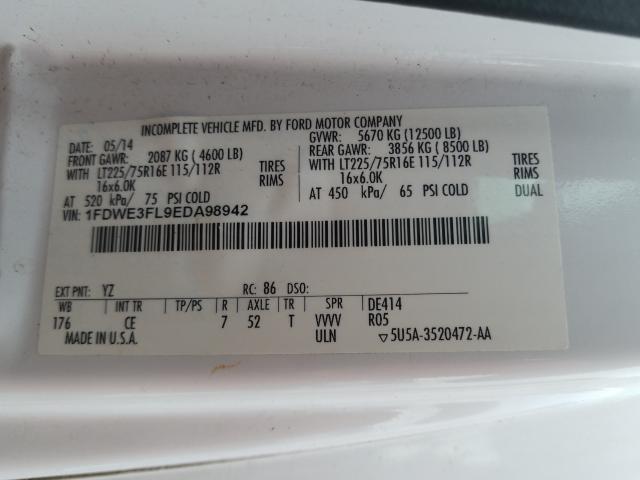 INCOMPLETE VEHICLE MFD. BY FORD MOTOR COMPANY
DATE: 05/14 GVWR: 5670 KG (12500 LB)
FRONT GAWR: 2087 KG (4600 LB) REAR GAWR: 3856 KG (8500 LB)
WITH LT225/75R16E 115/112R TIRES WITH LT225/75R16E 115/112R TIRES
16x6.0K RIMS 16x6.0K RIMS
AT 520 kPa/ 75 PSI COLD AT 450 kPa/ 65 PSI COLD DUAL
VIN: 1FDWE3FL9EDA98942
EXT PNT: YZ RC: 86 DSO:
WB INT TR TP/PS R AXLE TR SPR DE414
176 CE 7 52 T VVVV R05
MADE IN U.S.A. ULN ▽5U5A-3520472-AA